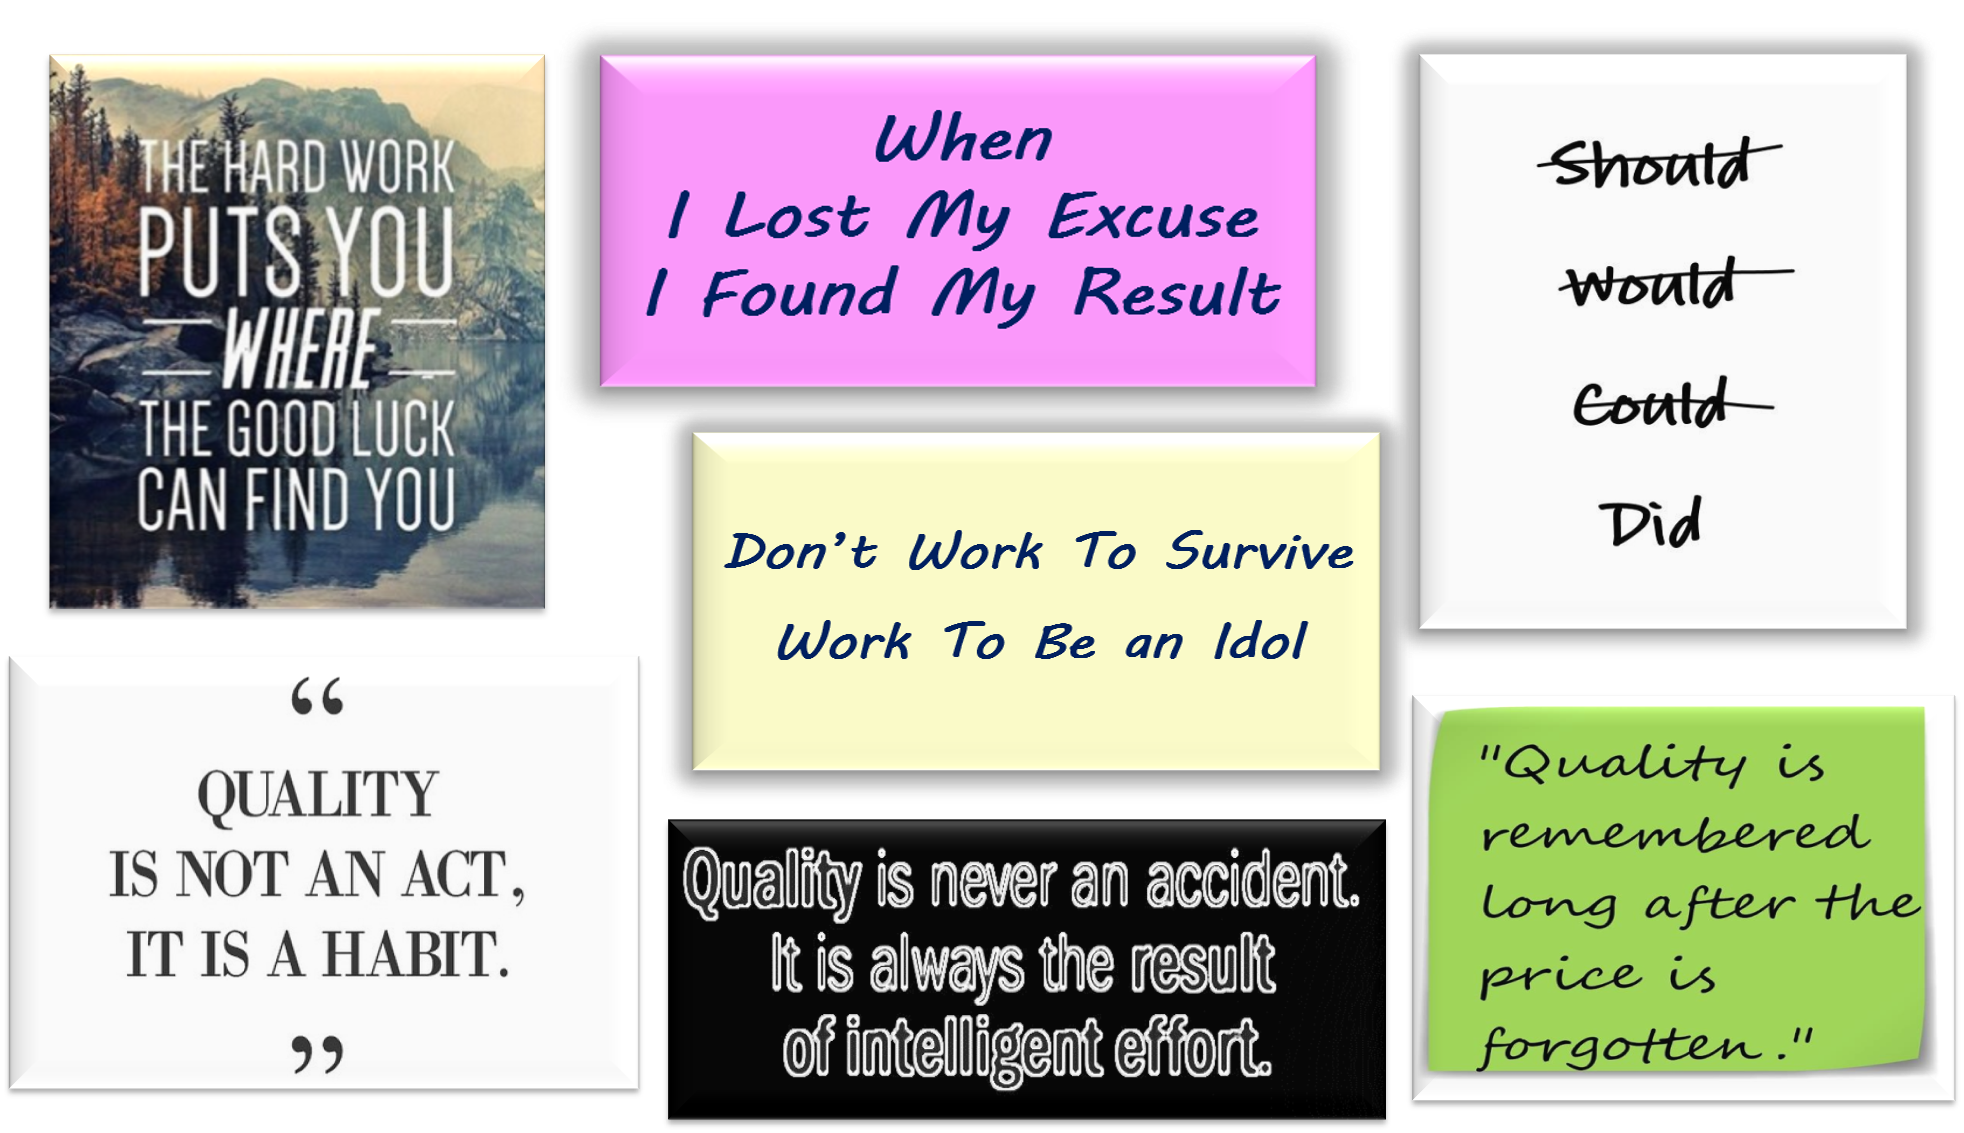 THE HARD WORK
PUTS YOU
WHERE
THE GOOD LUCK
CAN FIND YOU
When
I Lost My Excuse
I Found My Result
Should
Would
Could
Did
Don't Work To Survive
Work To Be an Idol
“
QUALITY
IS NOT AN ACT,
IT IS A HABIT.
”
Quality is never an accident.
It is always the result
of intelligent effort.
"Quality is
remembered
long after the
price is
forgotten."